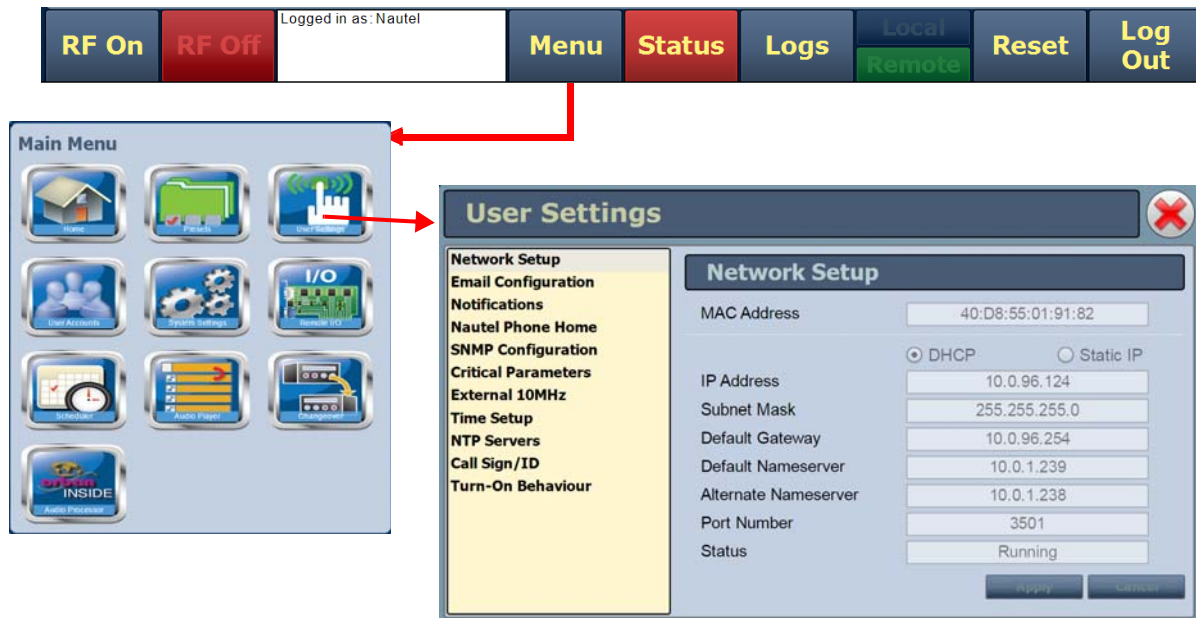 Logged in as: Nautel
RF On
RF Off
Menu
Status
Logs
Local
Remote
Reset
Log
Out
Main Menu
Home
Presets
User Settings
User Accounts
System Settings
I/O
Remote I/O
Scheduler
Audio Player
Changeover
orban
INSIDE
Audio Processor
User Settings
Network Setup
Email Configuration
Notifications
Nautel Phone Home
SNMP Configuration
Critical Parameters
External 10MHz
Time Setup
NTP Servers
Call Sign/ID
Turn-On Behaviour
Network Setup
MAC Address 40:D8:55:01:91:82
DHCP Static IP
IP Address 10.0.96.124
Subnet Mask 255.255.255.0
Default Gateway 10.0.96.254
Default Nameserver 10.0.1.239
Alternate Nameserver 10.0.1.238
Port Number 3501
Status Running
Apply Cancel